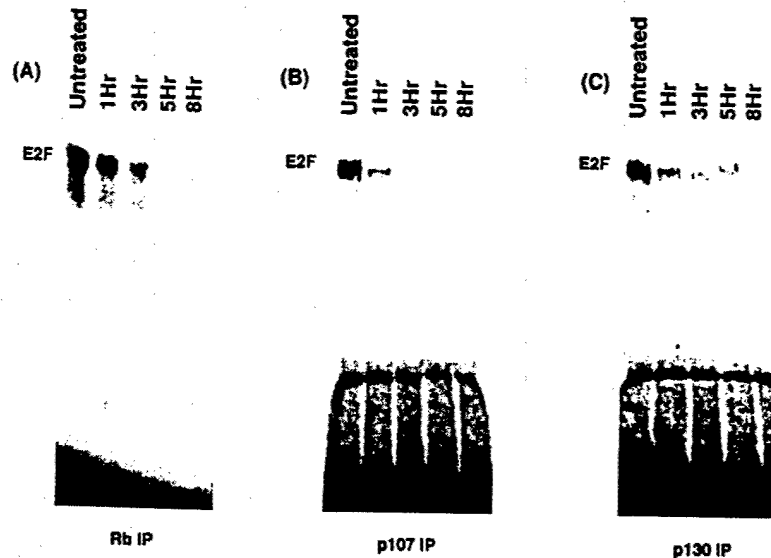 (A)
Untreated
1Hr
3Hr
5Hr
8Hr
E2F
Rb IP
(B)
Untreated
1Hr
3Hr
5Hr
8Hr
E2F
p107 IP
(C)
Untreated
1Hr
3Hr
5Hr
8Hr
E2F
p130 IP